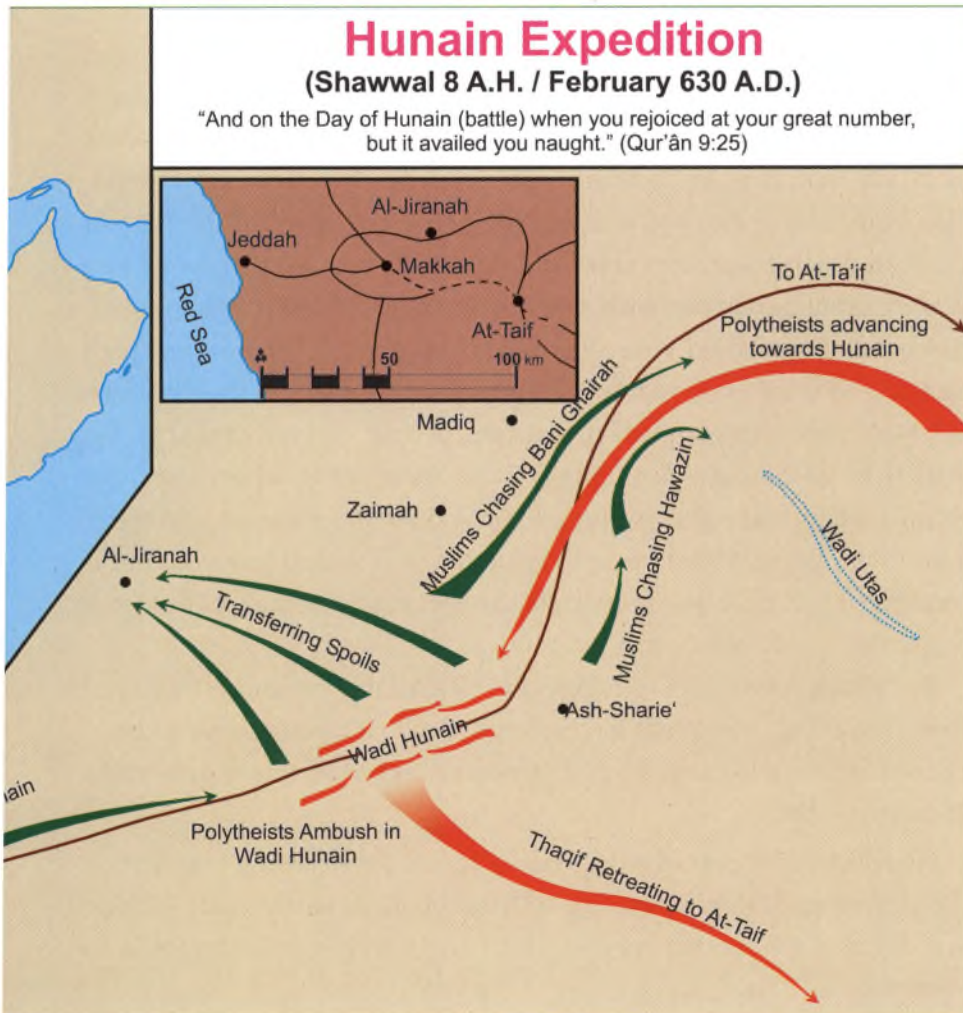 Hunain Expedition
(Shawwal 8 A.H. / February 630 A.D.)
“And on the Day of Hunain (battle) when you rejoiced at your great number,
but it availed you naught.” (Qur’ân 9:25)
Al-Jiranah
Jeddah
Makkah
Red Sea
At-Taif
50
100 km
To At-Ta’if
Polytheists advancing
towards Hunain
Madiq
Muslims Chasing Bani Ghairah
Zaimah
Muslims Chasing Hawazin
Wadi Utas
Al-Jiranah
Transferring Spoils
Ash-Sharie‘
Wadi Hunain
nain
Polytheists Ambush in
Wadi Hunain
Thaqif Retreating to At-Taif